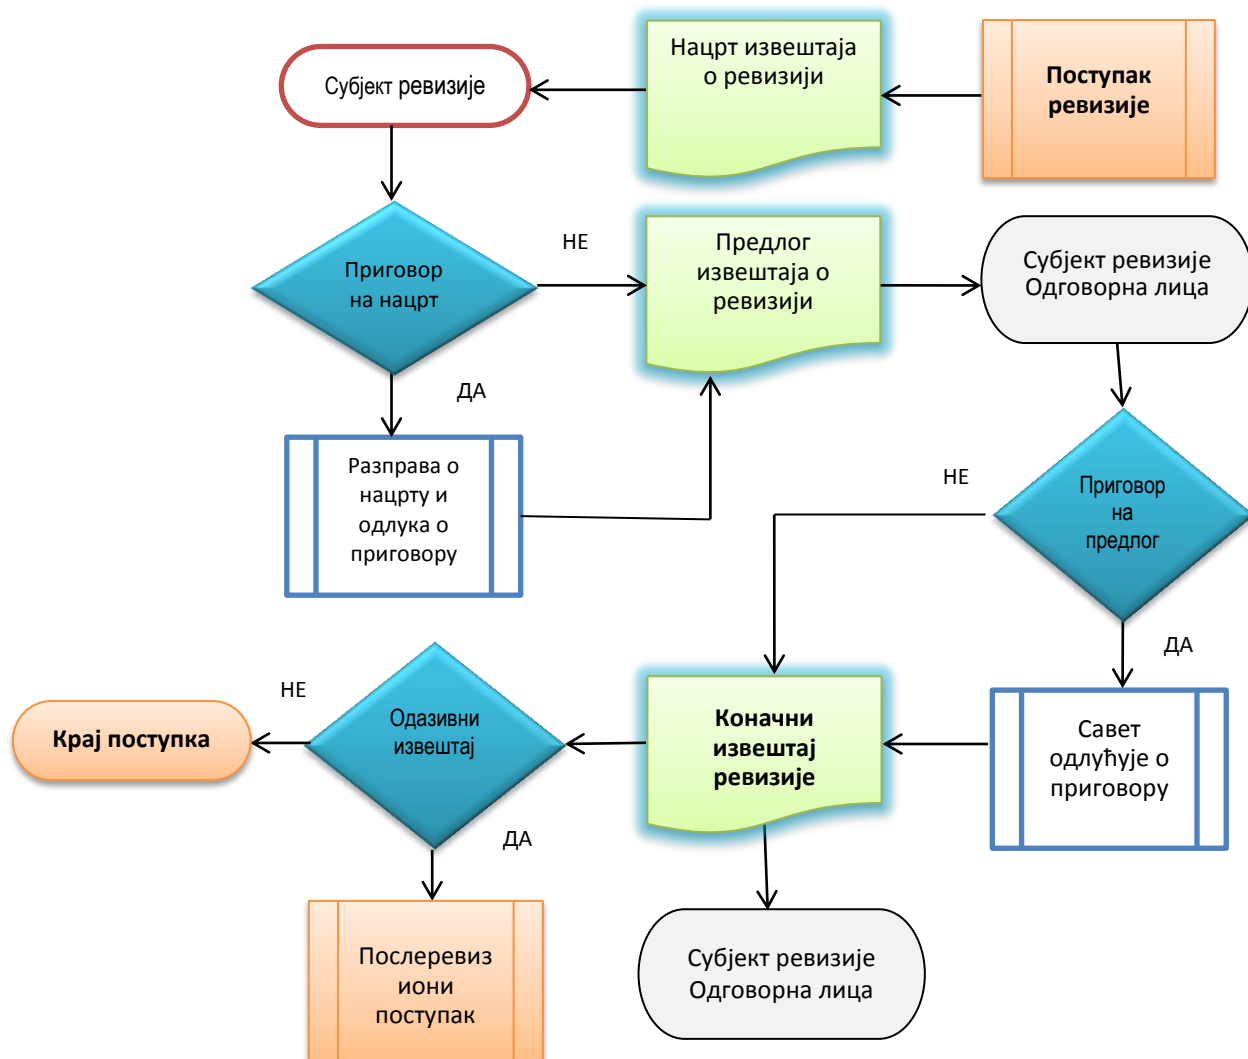 Нацрт извештаја
о ревизији
Поступак
ревизије
Субјект ревизије
Приговор
на нацрт
НЕ
Предлог
извештаја о
ревизији
Субјект ревизије
Одговорна лица
ДА
Разправа о
нацрту и
одлука о
приговору
НЕ
Приговор
на
предлог
ДА
НЕ
Крај поступка
Одазивни
извештај
Коначни
извештај
ревизије
Савет
одлуђује о
приговору
ДА
Послеревиз
иони
поступак
Субјект ревизије
Одговорна лица